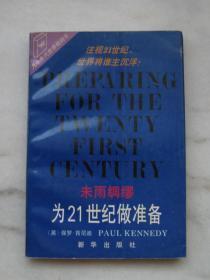 注视21世纪，
世界将谁主沉浮？
PREPARING
FOR THE
TWENTY
FIRST
CENTURY
未雨绸缪
为21世纪做准备
〔英〕保罗·肯尼迪 PAUL KENNEDY
新华出版社